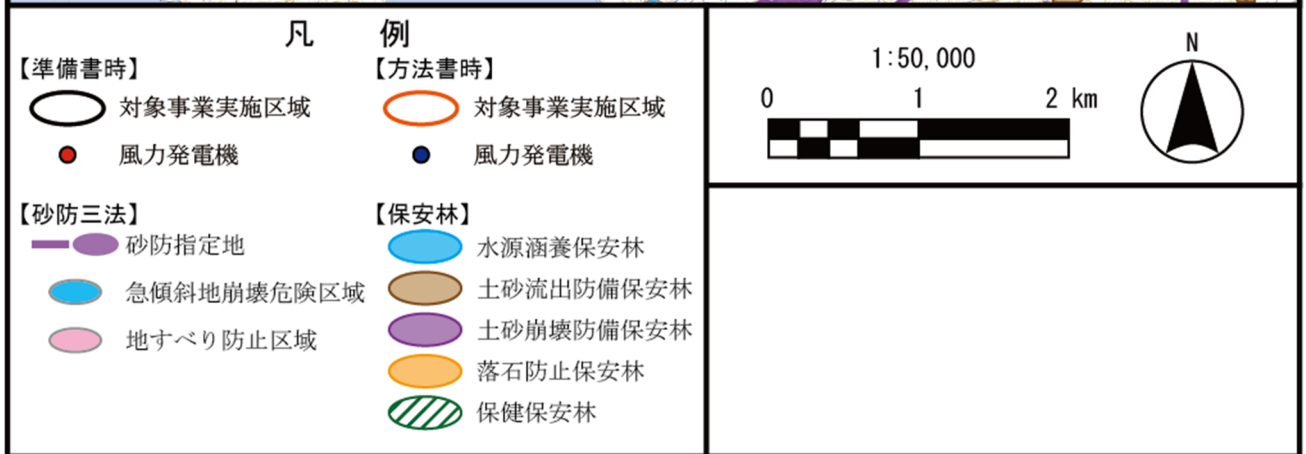 凡 例
【準備書時】
対象事業実施区域
風力発電機
【方法書時】
対象事業実施区域
風力発電機
【砂防三法】
砂防指定地
急傾斜地崩壊危険区域
地すべり防止区域
【保安林】
水源涵養保安林
土砂流出防備保安林
土砂崩壊防備保安林
落石防止保安林
保健保安林
1:50,000
0 1 2 km
N